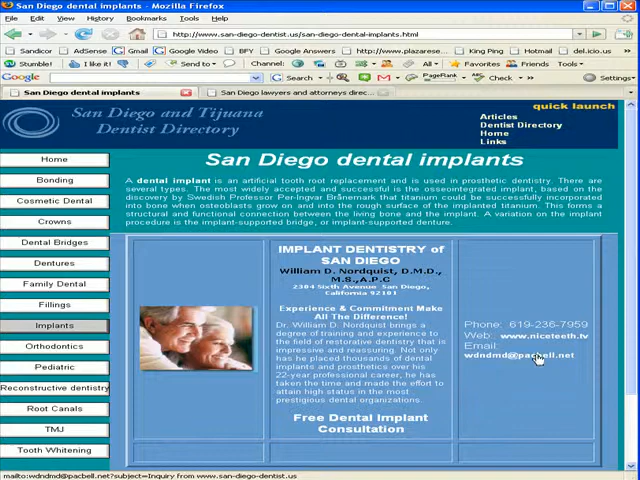 San Diego dental implants - Mozilla Firefox
File Edit View History Bookmarks Tools Help
http://www.san-diego-dentist.us/san-diego-dental-implants.html
Sandicor AdSense Gmail Google Video BFV Google Answers http://www.plazarese... King Ping Hotmail del.icio.us
Stumble! I like it! Send to All Favorites Friends Tools
Google Search PageRank Check Settings
San Diego dental implants San Diego lawyers and attorneys direc...
quick launch
San Diego and Tijuana
Dentist Directory
Articles
Dentist Directory
Home
Links
Home
Bonding
Cosmetic Dental
Crowns
Dental Bridges
Dentures
Family Dental
Fillings
Implants
Orthodontics
Pediatric
Reconstructive dentistry
Root Canals
TMJ
Tooth Whitening
San Diego dental implants
A dental implant is an artificial tooth root replacement and is used in prosthetic dentistry. There are
several types. The most widely accepted and successful is the osseointegrated implant, based on the
discovery by Swedish Professor Per-Ingvar Brånemark that titanium could be successfully incorporated
into bone when osteoblasts grow on and into the rough surface of the implanted titanium. This forms a
structural and functional connection between the living bone and the implant. A variation on the implant
procedure is the implant-supported bridge, or implant-supported denture.
IMPLANT DENTISTRY of
SAN DIEGO
William D. Nordquist, D.M.D.,
M.S.,A.P.C
2304 Sixth Avenue San Diego,
California 92101
Experience & Commitment Make
All The Difference!
Dr. William D. Nordquist brings a
degree of training and experience to
the field of restorative dentistry that is
impressive and reassuring. Not only
has he placed thousands of dental
implants and prosthetics over his
22-year professional career, he has
taken the time and made the effort to
attain high status in the most
prestigious dental organizations.
Free Dental Implant
Consultation
Phone: 619-236-7959
Web: www.niceteeth.tv
Email:
wdndmd@pacbell.net
mailto:wdndmd@pacbell.net?subject=Inquiry from www.san-diego-dentist.us